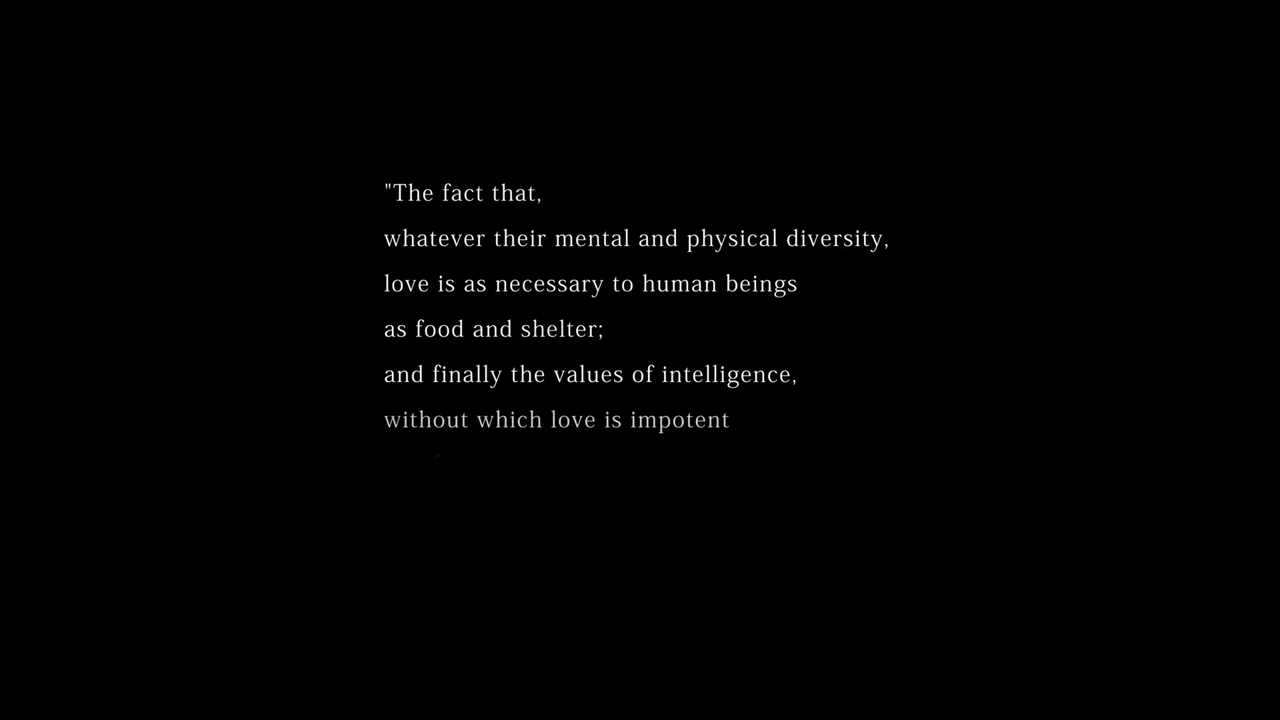 "The fact that,
whatever their mental and physical diversity,
love is as necessary to human beings
as food and shelter;
and finally the values of intelligence,
without which love is impotent